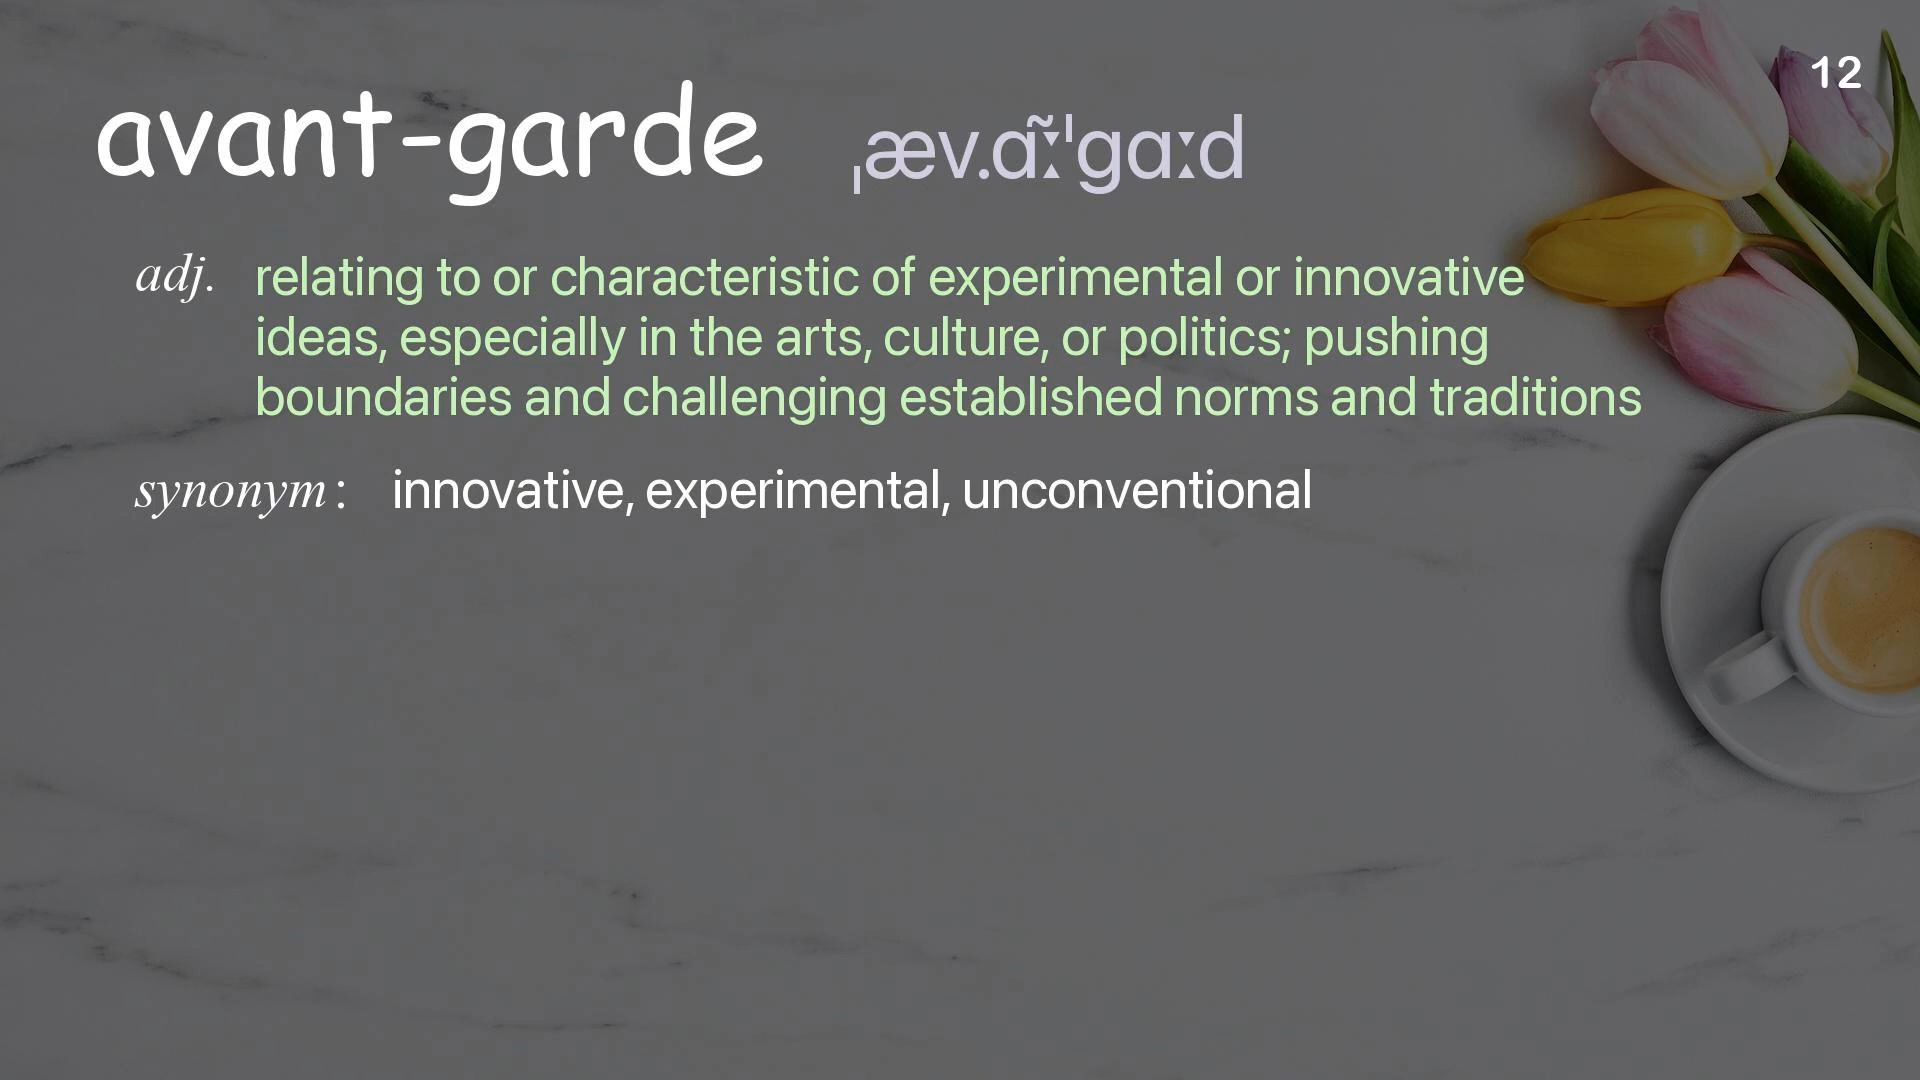 12
avant-garde ˌæv.ɑ̃ːˈɡɑːd
adj. relating to or characteristic of experimental or innovative
ideas, especially in the arts, culture, or politics; pushing
boundaries and challenging established norms and traditions
synonym: innovative, experimental, unconventional